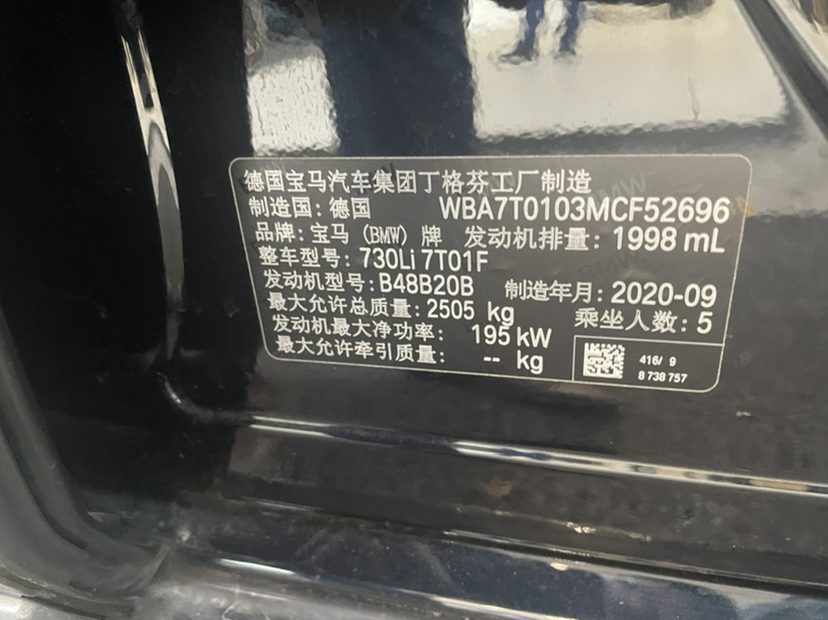 德国宝马汽车集团丁格芬工厂制造
制造国: 德国 WBA7T0103MCF52696
品牌: 宝马 (BMW) 牌 发动机排量: 1998 mL
整车型号: 730Li 7T01F
发动机型号: B48B20B 制造年月: 2020-09
最大允许总质量: 2505 kg 乘坐人数: 5
发动机最大净功率: 195 kW
最大允许牵引质量: -- kg
416/ 9
8 738 757